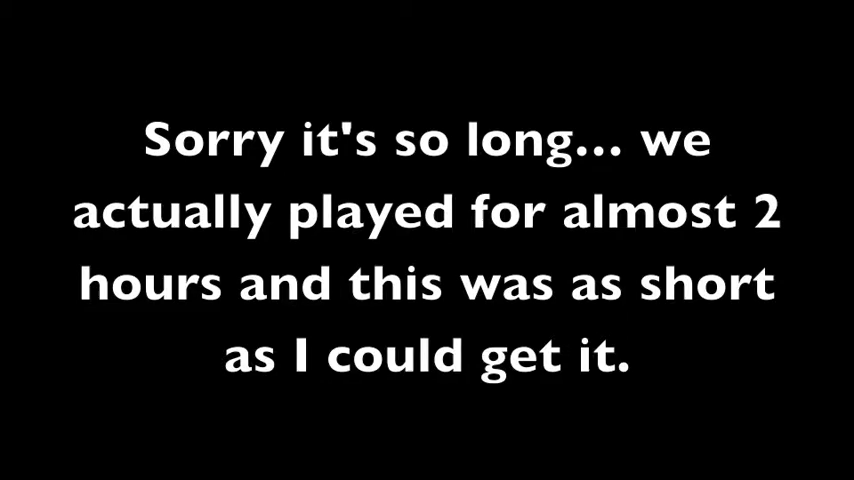 Sorry it's so long... we
actually played for almost 2
hours and this was as short
as I could get it.